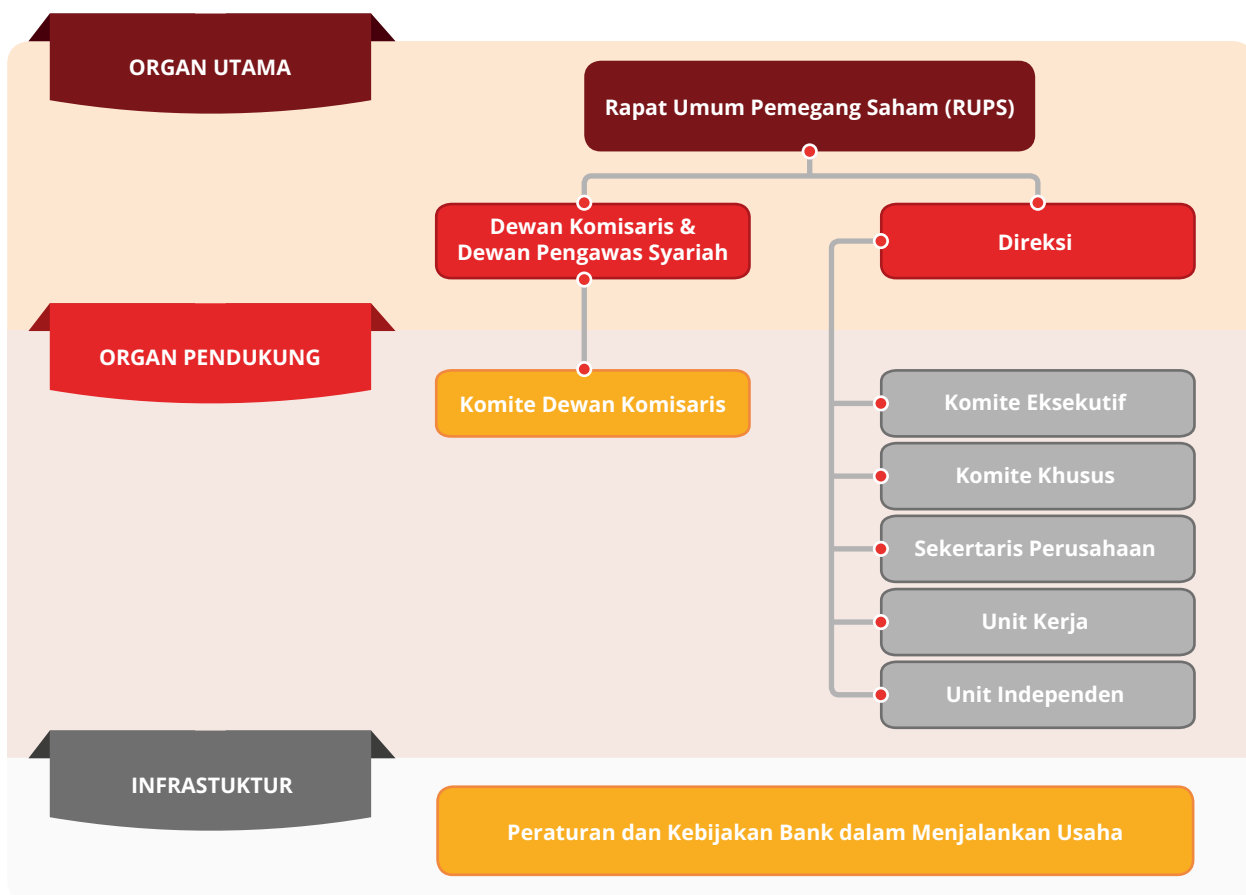 ORGAN UTAMA
Rapat Umum Pemegang Saham (RUPS)
Dewan Komisaris &
Dewan Pengawas Syariah
Direksi
ORGAN PENDUKUNG
Komite Dewan Komisaris
Komite Eksekutif
Komite Khusus
Sekertaris Perusahaan
Unit Kerja
Unit Independen
INFRASTUKTUR
Peraturan dan Kebijakan Bank dalam Menjalankan Usaha